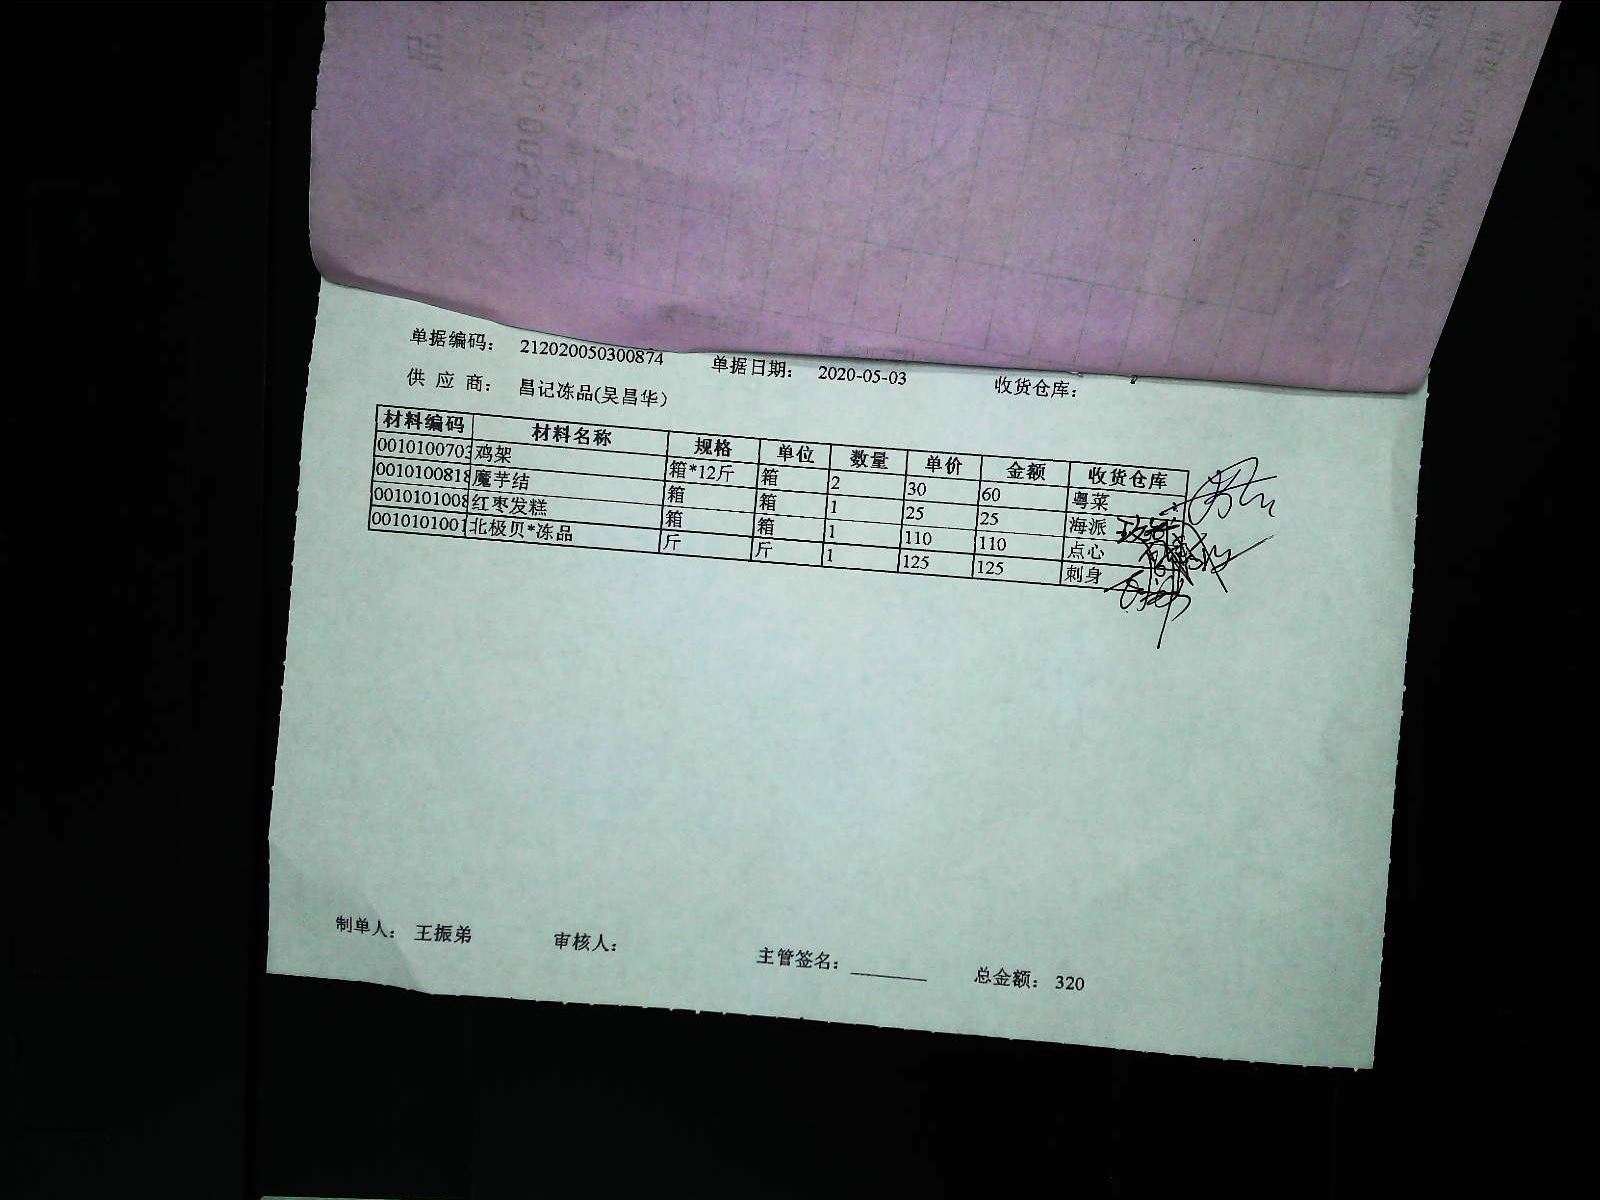 单据编码： 212020050300874 单据日期： 2020-05-03 收货仓库：
供 应 商： 昌记冻品(吴昌华）
材料编码 材料名称 规格 单位 数量 单价 金额 收货仓库
0010100703 鸡架 箱*12斤 箱 2 30 60 粤菜
0010100818 魔芋结 箱 箱 1 25 25 海派
0010101008 红枣发糕 箱 箱 1 110 110 点心
0010101001 北极贝*冻品 斤 斤 1 125 125 刺身
制单人： 王振弟 审核人： 主管签名： 总金额： 320